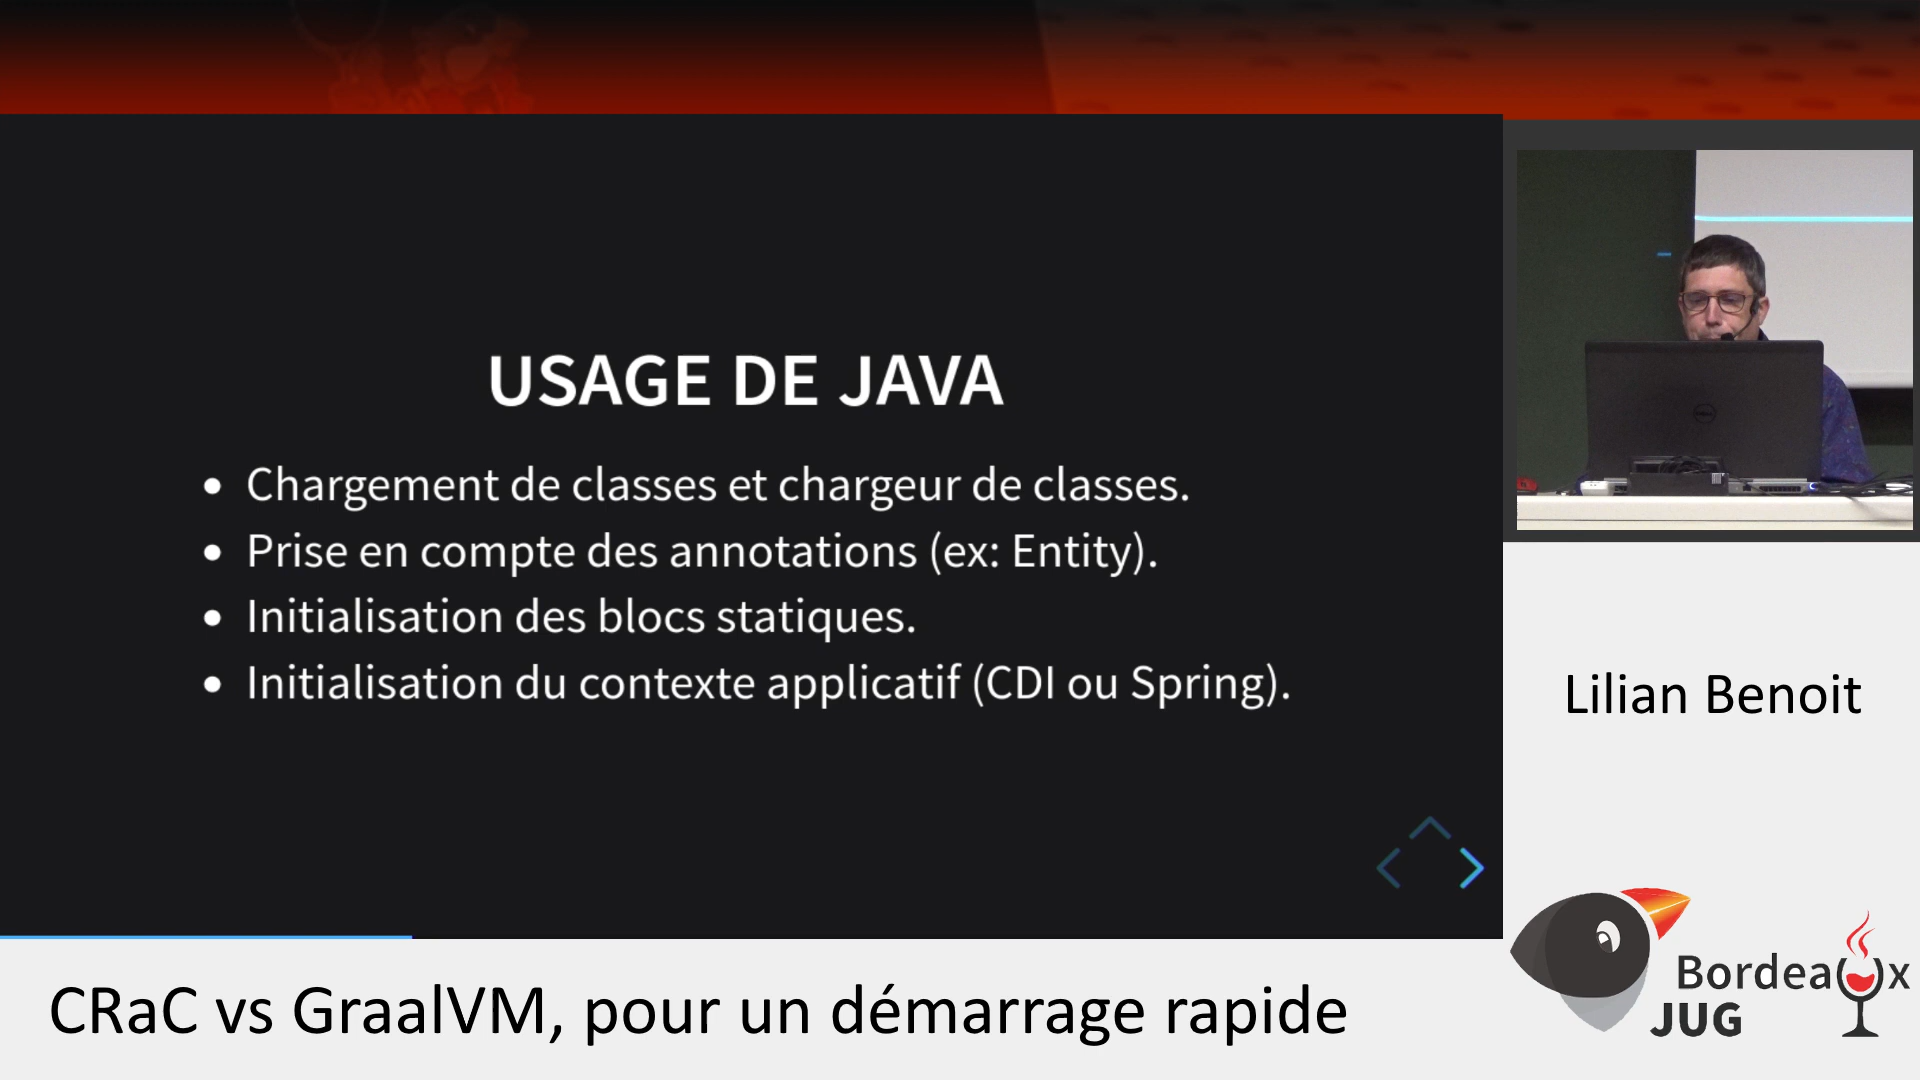 USAGE DE JAVA
Chargement de classes et chargeur de classes.
Prise en compte des annotations (ex: Entity).
Initialisation des blocs statiques.
Initialisation du contexte applicatif (CDI ou Spring).
Lilian Benoit
CRaC vs GraalVM, pour un démarrage rapide
Bordeaux
JUG